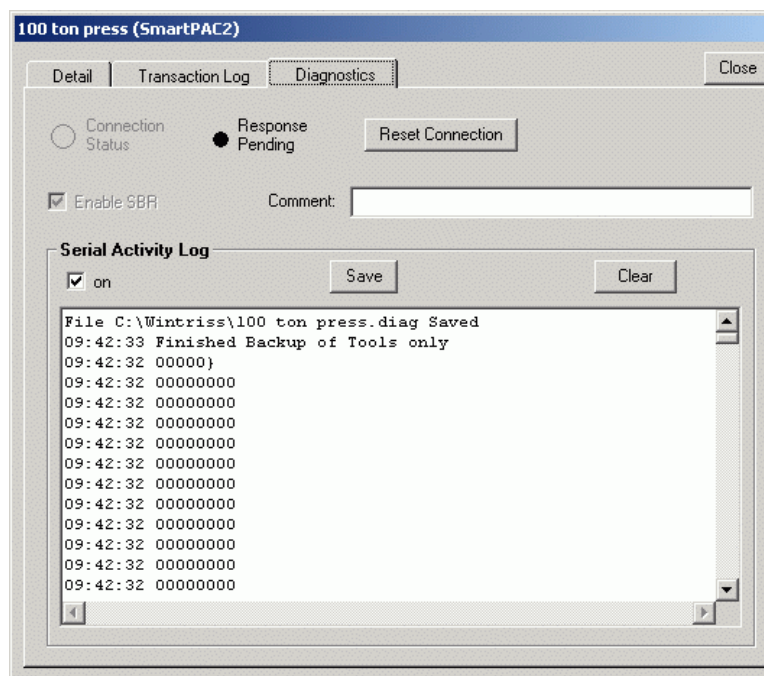 100 ton press (SmartPAC2)
Close
Detail
Transaction Log
Diagnostics
Connection
Status
Response
Pending
Reset Connection
Enable SBR
Comment:
Serial Activity Log
on
Save
Clear
File C:\Wintriss\100 ton press.diag Saved
09:42:33 Finished Backup of Tools only
09:42:32 00000}
09:42:32 00000000
09:42:32 00000000
09:42:32 00000000
09:42:32 00000000
09:42:32 00000000
09:42:32 00000000
09:42:32 00000000
09:42:32 00000000
09:42:32 00000000
09:42:32 00000000
09:42:32 00000000